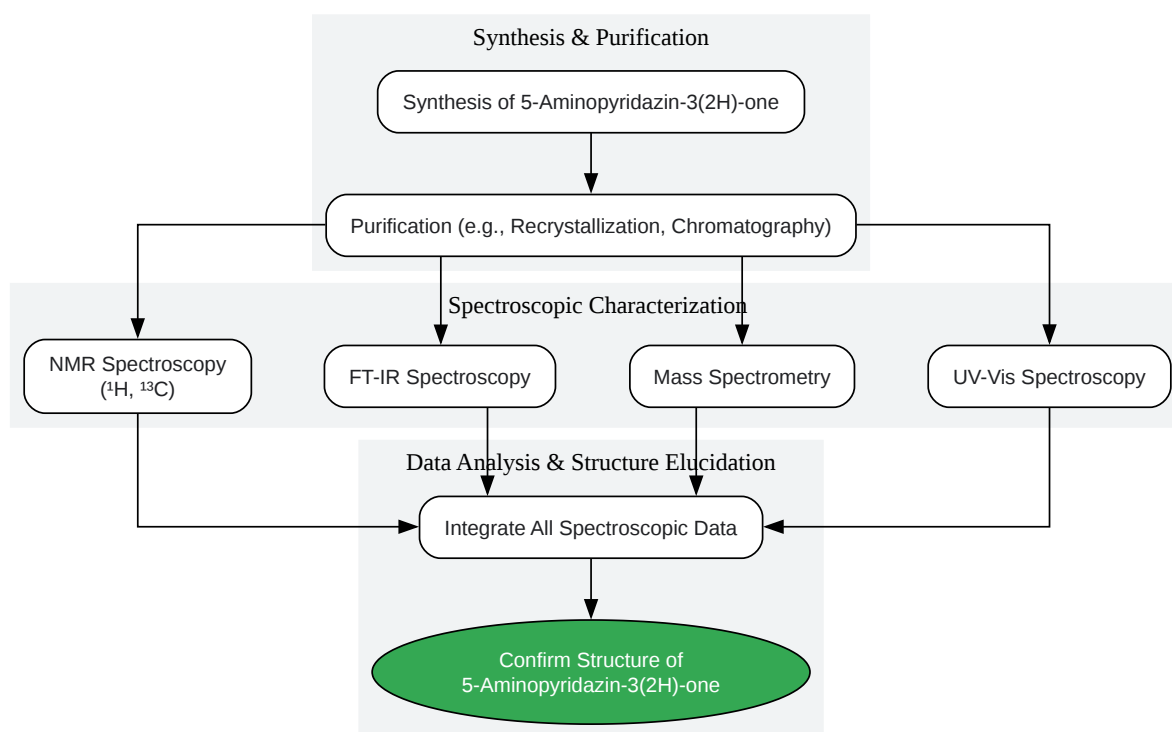 Synthesis & Purification
Synthesis of 5-Aminopyridazin-3(2H)-one
Purification (e.g., Recrystallization, Chromatography)
Spectroscopic Characterization
NMR Spectroscopy
(¹H, ¹³C)
FT-IR Spectroscopy
Mass Spectrometry
UV-Vis Spectroscopy
Data Analysis & Structure Elucidation
Integrate All Spectroscopic Data
Confirm Structure of
5-Aminopyridazin-3(2H)-one